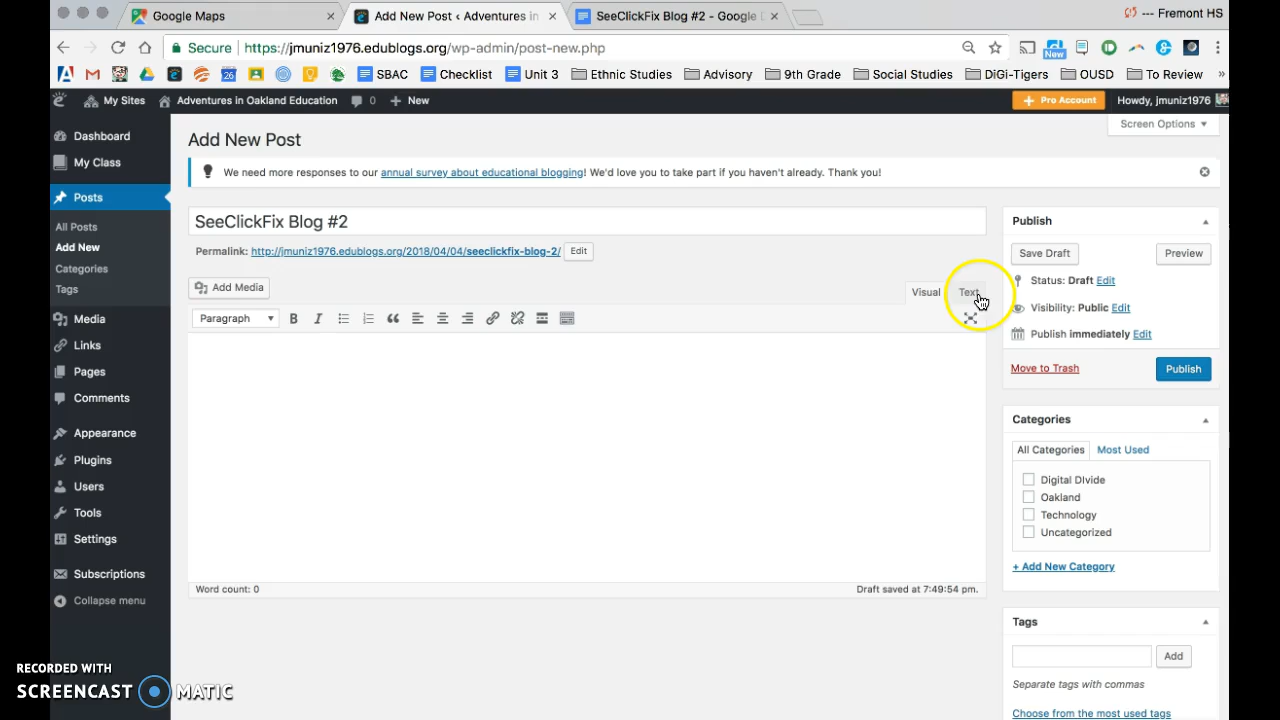 Google Maps
Add New Post ‹ Adventures in
SeeClickFix Blog #2 - Google D
--- Fremont HS
Secure
https://jmuniz1976.edublogs.org/wp-admin/post-new.php
New
SBAC
Checklist
Unit 3
Ethnic Studies
Advisory
9th Grade
Social Studies
DiGi-Tigers
OUSD
To Review
»
My Sites
Adventures in Oakland Education
0
+ New
+ Pro Account
Howdy, jmuniz1976
Dashboard
My Class
Posts
All Posts
Add New
Categories
Tags
Media
Links
Pages
Comments
Appearance
Plugins
Users
Tools
Settings
Subscriptions
Collapse menu
Add New Post
Screen Options
We need more responses to our annual survey about educational blogging! We'd love you to take part if you haven't already. Thank you!
SeeClickFix Blog #2
Permalink: http://jmuniz1976.edublogs.org/2018/04/04/seeclickfix-blog-2/ Edit
Add Media
Visual
Text
Paragraph
B
I
Word count: 0
Draft saved at 7:49:54 pm.
Publish
Save Draft
Preview
Status: Draft Edit
Visibility: Public Edit
Publish immediately Edit
Move to Trash
Publish
Categories
All Categories
Most Used
Digital DIvide
Oakland
Technology
Uncategorized
+ Add New Category
Tags
Add
Separate tags with commas
Choose from the most used tags
RECORDED WITH
SCREENCAST MATIC